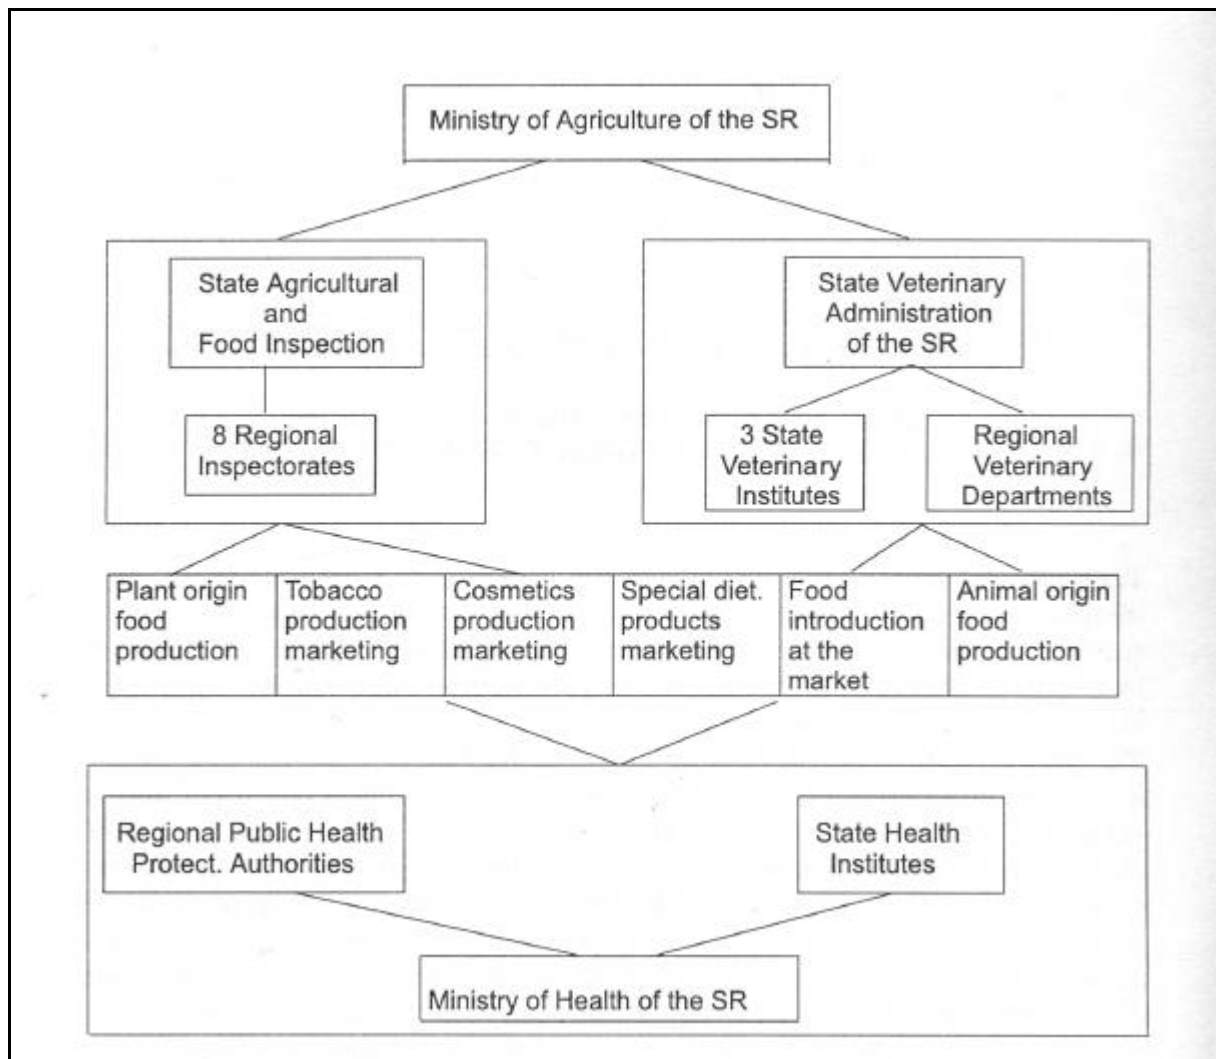 Ministry of Agriculture of the SR
State Agricultural
and
Food Inspection
State Veterinary
Administration
of the SR
8 Regional
Inspectorates
3 State
Veterinary
Institutes
Regional
Veterinary
Departments
Plant origin
food
production
Tobacco
production
marketing
Cosmetics
production
marketing
Special diet.
products
marketing
Food
introduction
at the
market
Animal origin
food
production
Regional Public Health
Protect. Authorities
State Health
Institutes
Ministry of Health of the SR